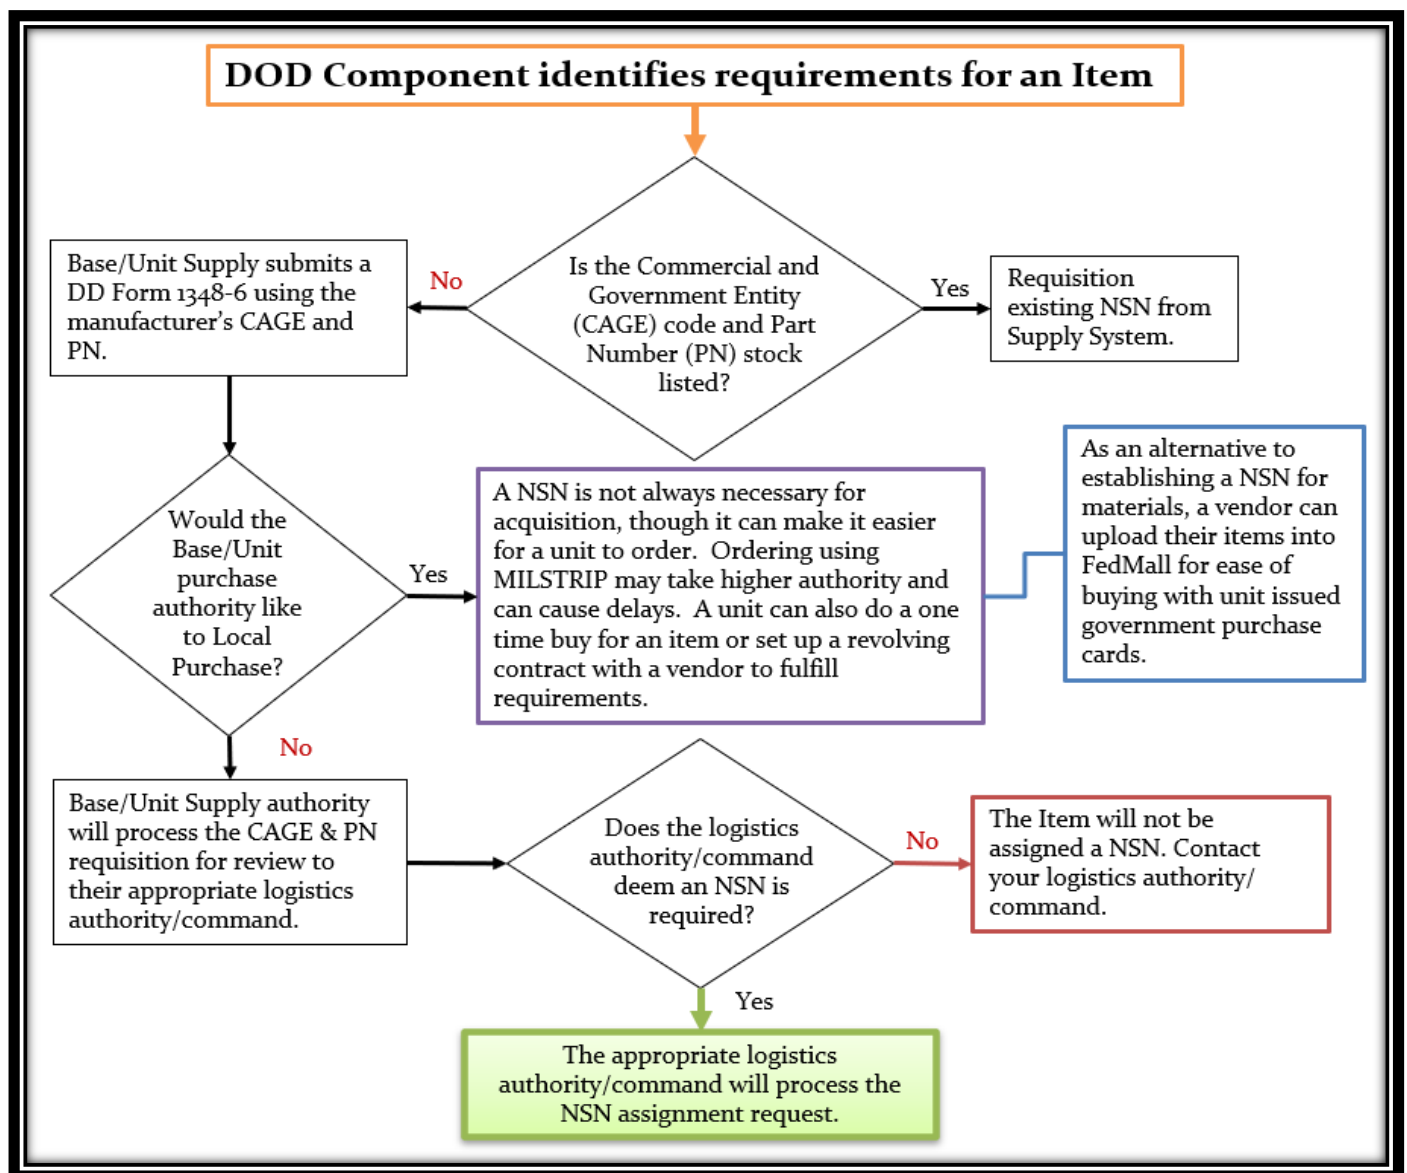 DOD Component identifies requirements for an Item
Is the Commercial and
Government Entity
(CAGE) code and Part
Number (PN) stock
listed?
No
Yes
Base/Unit Supply submits a
DD Form 1348-6 using the
manufacturer's CAGE and
PN.
Requisition
existing NSN from
Supply System.
Would the
Base/Unit
purchase
authority like
to Local
Purchase?
Yes
A NSN is not always necessary for
acquisition, though it can make it easier
for a unit to order.  Ordering using
MILSTRIP may take higher authority and
can cause delays.  A unit can also do a one
time buy for an item or set up a revolving
contract with a vendor to fulfill
requirements.
As an alternative to
establishing a NSN for
materials, a vendor can
upload their items into
FedMall for ease of
buying with unit issued
government purchase
cards.
No
Base/Unit Supply authority
will process the CAGE & PN
requisition for review to
their appropriate logistics
authority/command.
Does the logistics
authority/command
deem an NSN is
required?
No
The Item will not be
assigned a NSN. Contact
your logistics authority/
command.
Yes
The appropriate logistics
authority/command will process the
NSN assignment request.